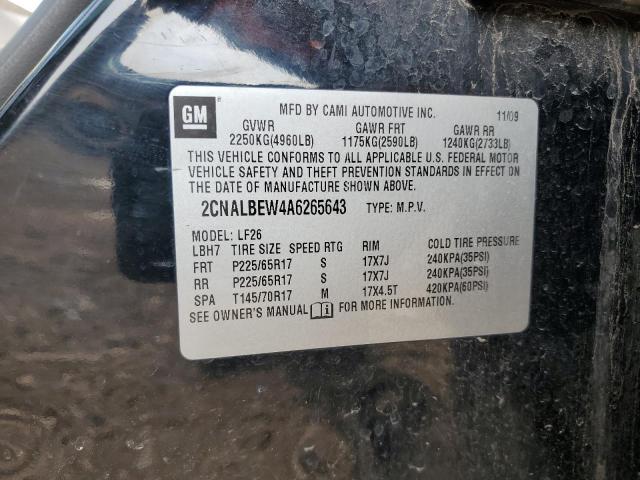 GM
MFD BY CAMI AUTOMOTIVE INC. 11/09
GVWR GAWR FRT GAWR RR
2250KG(4960LB) 1175KG(2590LB) 1240KG(2733LB)
THIS VEHICLE CONFORMS TO ALL APPLICABLE U.S. FEDERAL MOTOR
VEHICLE SAFETY AND THEFT PREVENTION STANDARDS IN EFFECT ON
THE DATE OF MANUFACTURE SHOWN ABOVE.
2CNALBEW4A6265643 TYPE: M.P.V.
MODEL: LF26
LBH7 TIRE SIZE SPEED RTG RIM COLD TIRE PRESSURE
FRT P225/65R17 S 17X7J 240KPA(35PSI)
RR P225/65R17 S 17X7J 240KPA(35PSI)
SPA T145/70R17 M 17X4.5T 420KPA(60PSI)
SEE OWNER'S MANUAL FOR MORE INFORMATION.